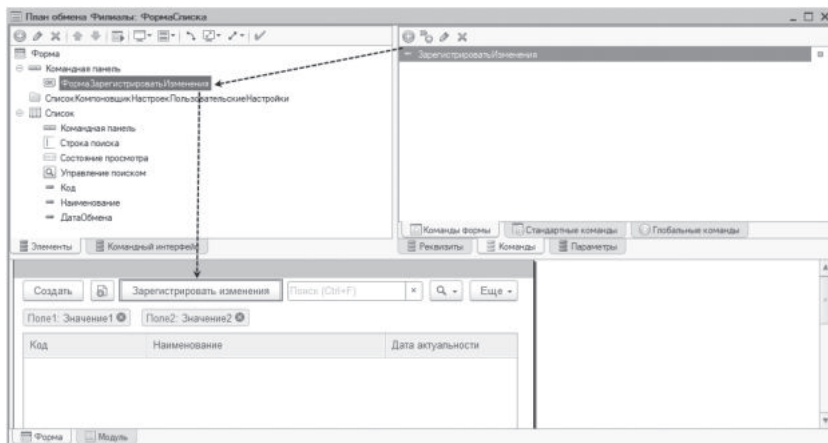 План обмена Филиалы: ФормаСписка
Форма
Командная панель
ФормаЗарегистрироватьИзменения
СписокКомпоновщикНастроекПользовательскиеНастройки
Список
Командная панель
Строка поиска
Состояние просмотра
Управление поиском
Код
Наименование
ДатаОбмена
Элементы
Командный интерфейс
ЗарегистрироватьИзменения
Команды формы
Стандартные команды
Глобальные команды
Реквизиты
Команды
Параметры
Создать
Зарегистрировать изменения
Поиск (Ctrl+F)
Еще
Поле1: Значение1
Поле2: Значение2
Код
Наименование
Дата актуальности
Форма
Модуль